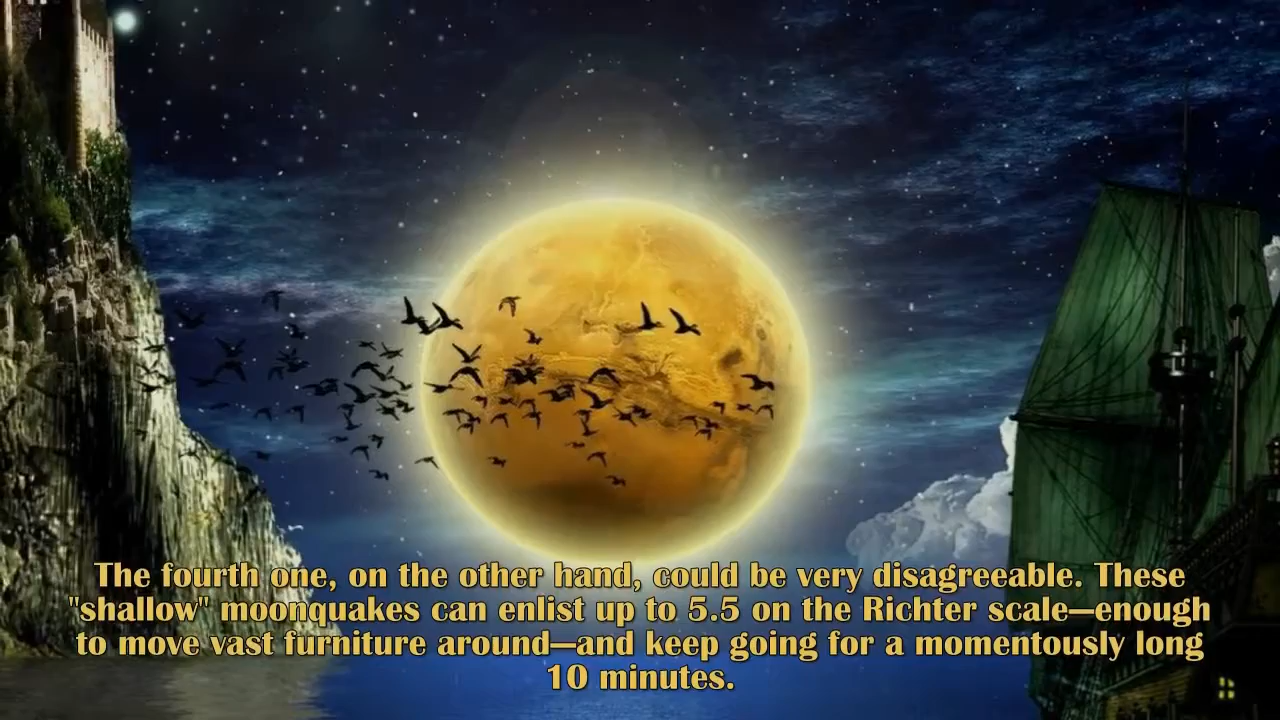 The fourth one, on the other hand, could be very disagreeable. These
"shallow" moonquakes can enlist up to 5.5 on the Richter scale—enough
to move vast furniture around—and keep going for a momentously long
10 minutes.